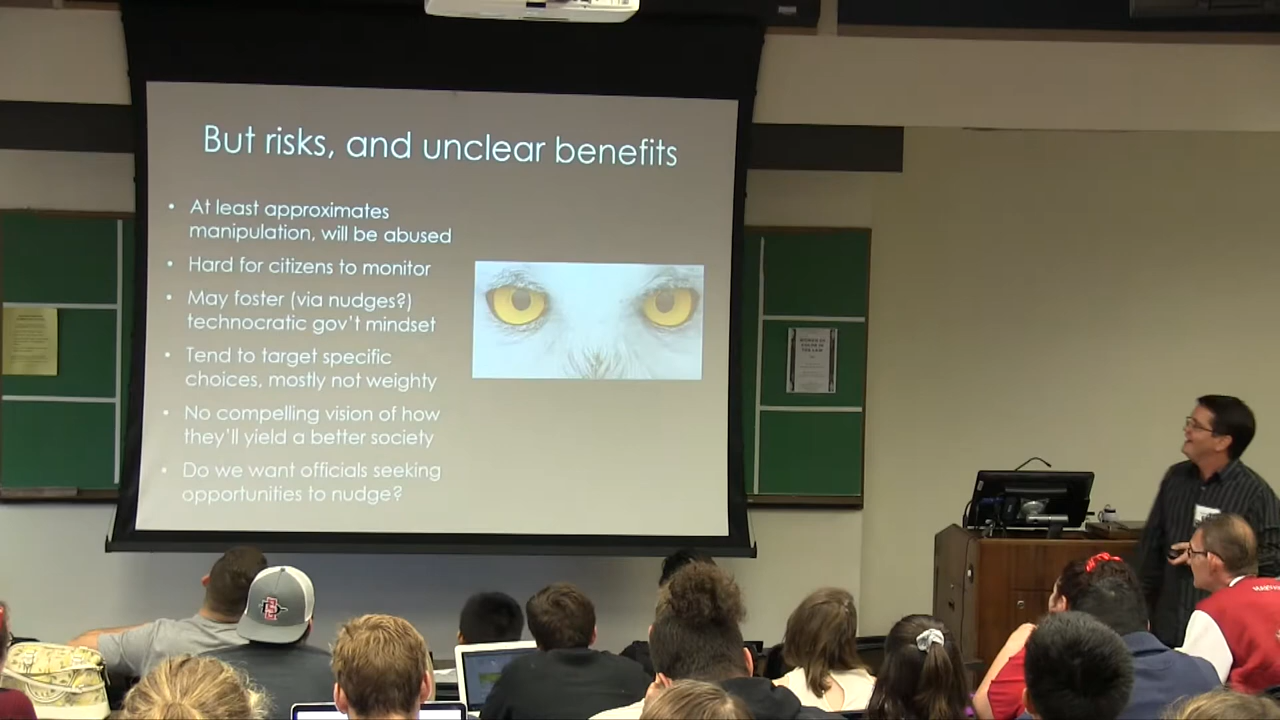 But risks, and unclear benefits
• At least approximates
manipulation, will be abused
• Hard for citizens to monitor
• May foster (via nudges?)
technocratic gov't mindset
• Tend to target specific
choices, mostly not weighty
• No compelling vision of how
they'll yield a better society
• Do we want officials seeking
opportunities to nudge?